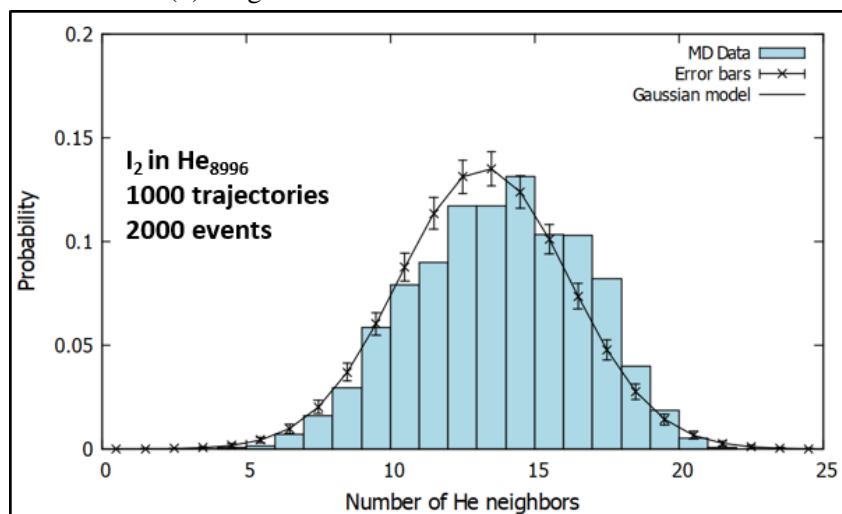 0.2
0.15
0.1
0.05
0
Probability
I₂ in He₈₉₉₆
1000 trajectories
2000 events
MD Data
Error bars
Gaussian model
0 5 10 15 20 25
Number of He neighbors